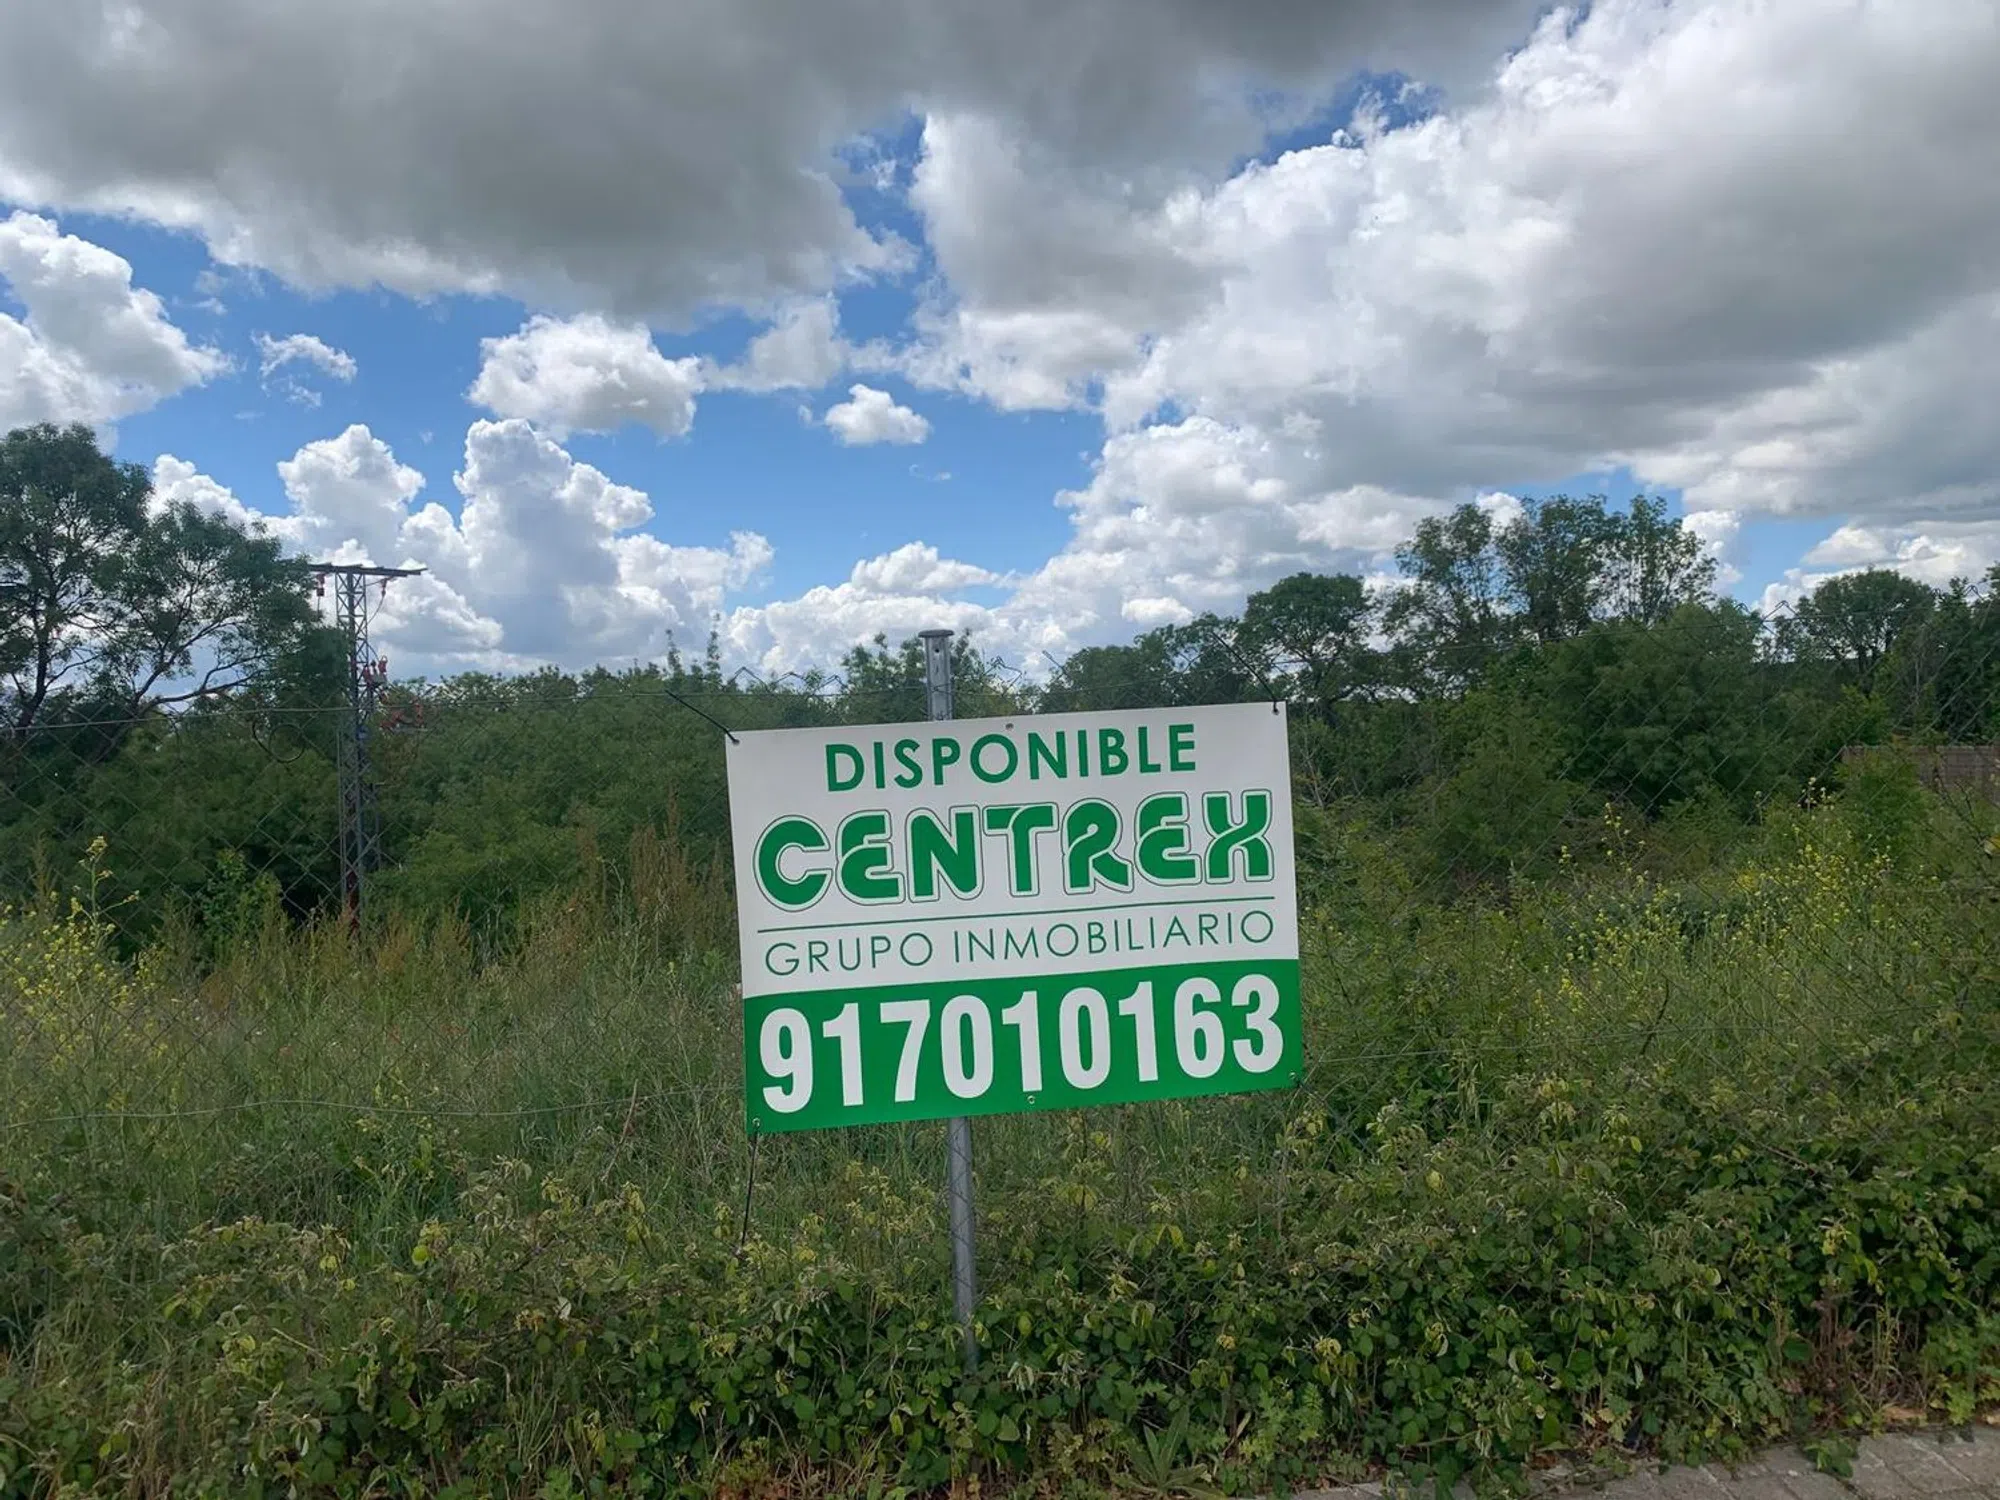 DISPONIBLE
CENTREX
GRUPO INMOBILIARIO
917010163